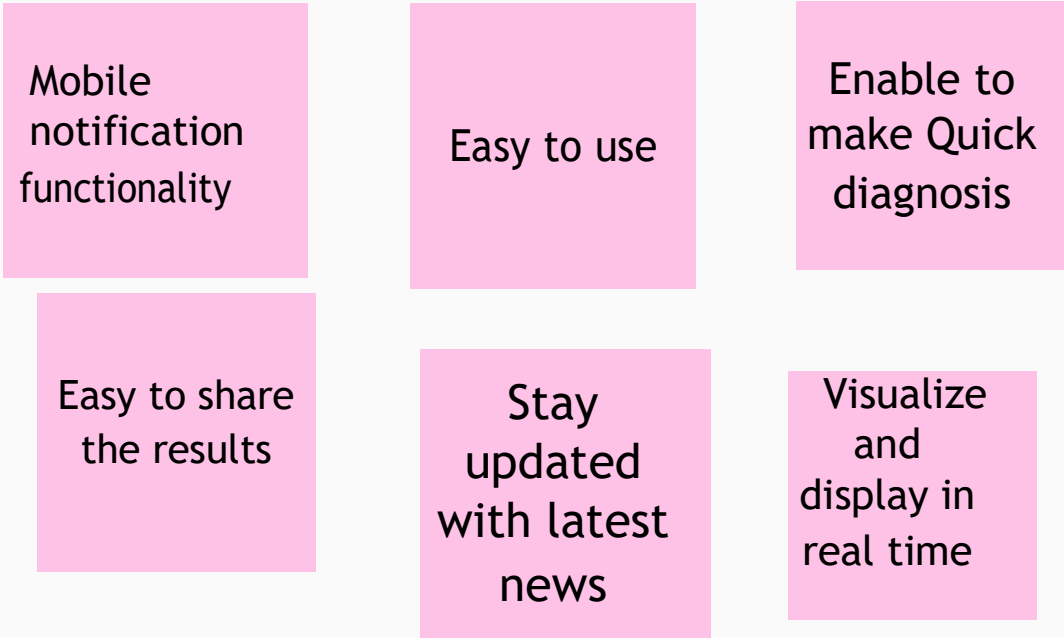 Mobile
notification
functionality
Easy to use
Enable to
make Quick
diagnosis
Easy to share
the results
Stay
updated
with latest
news
Visualize
and
display in
real time